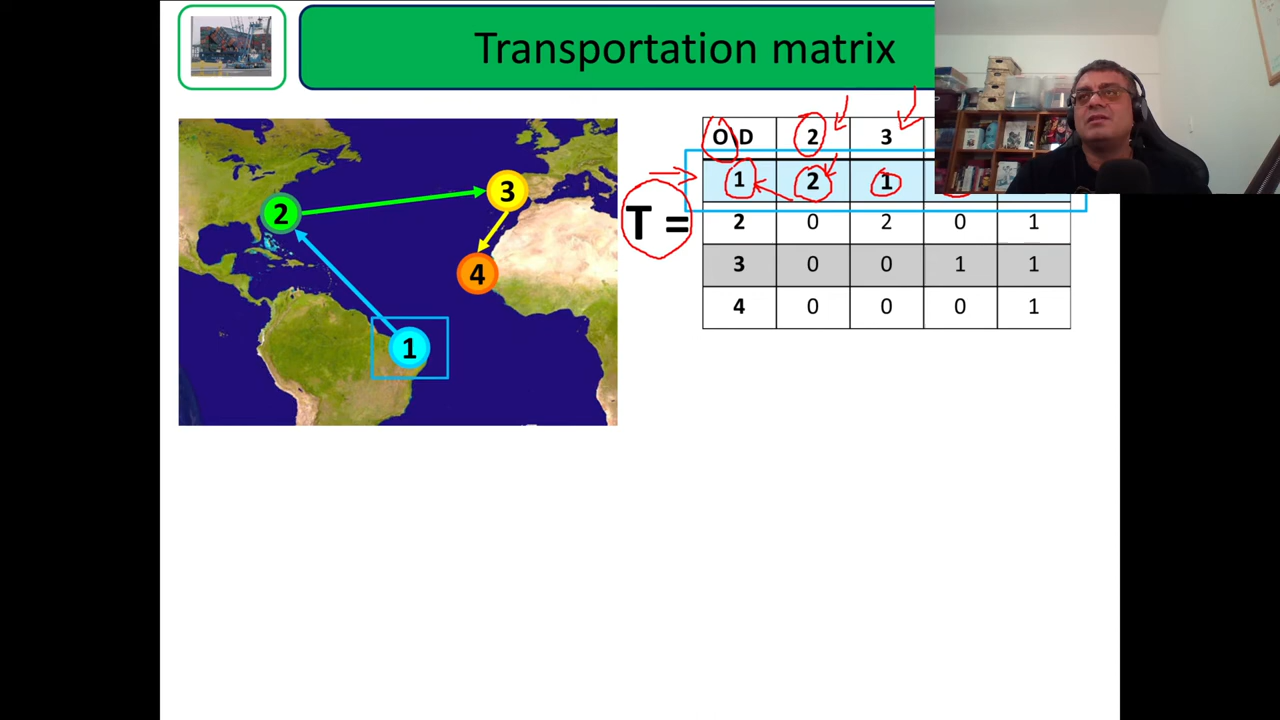 Transportation matrix
O\D 2 3
1 2 1
T =
2 0 2 0 1
3 0 0 1 1
4 0 0 0 1
3
2
4
1